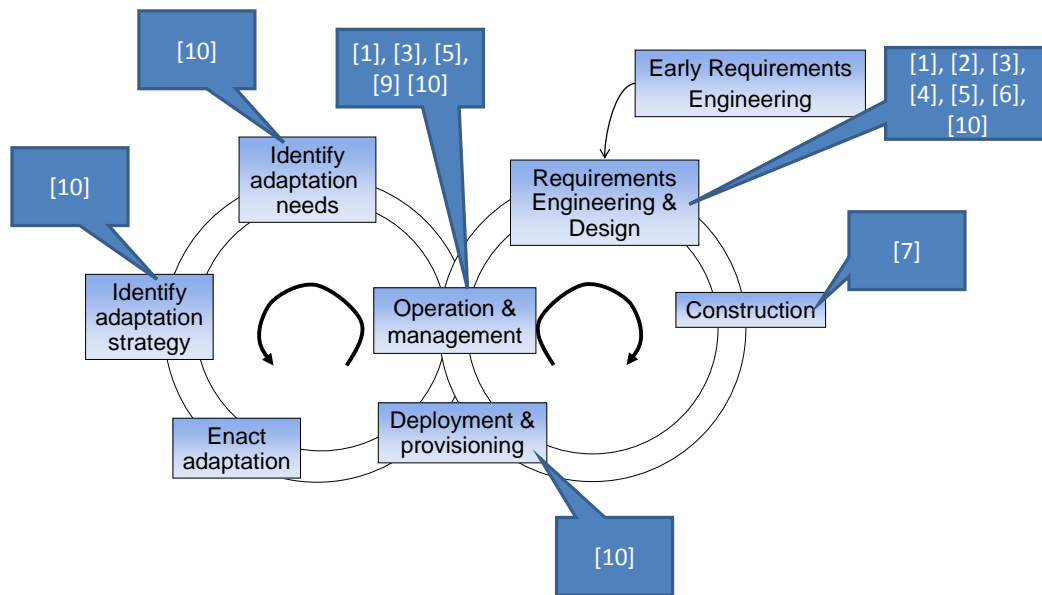 [10]
[1], [3], [5],
[9] [10]
Early Requirements
Engineering
[1], [2], [3],
[4], [5], [6],
[10]
Identify
adaptation
needs
[10]
Requirements
Engineering &
Design
[7]
Identify
adaptation
strategy
Operation &
management
Construction
Enact
adaptation
Deployment &
provisioning
[10]